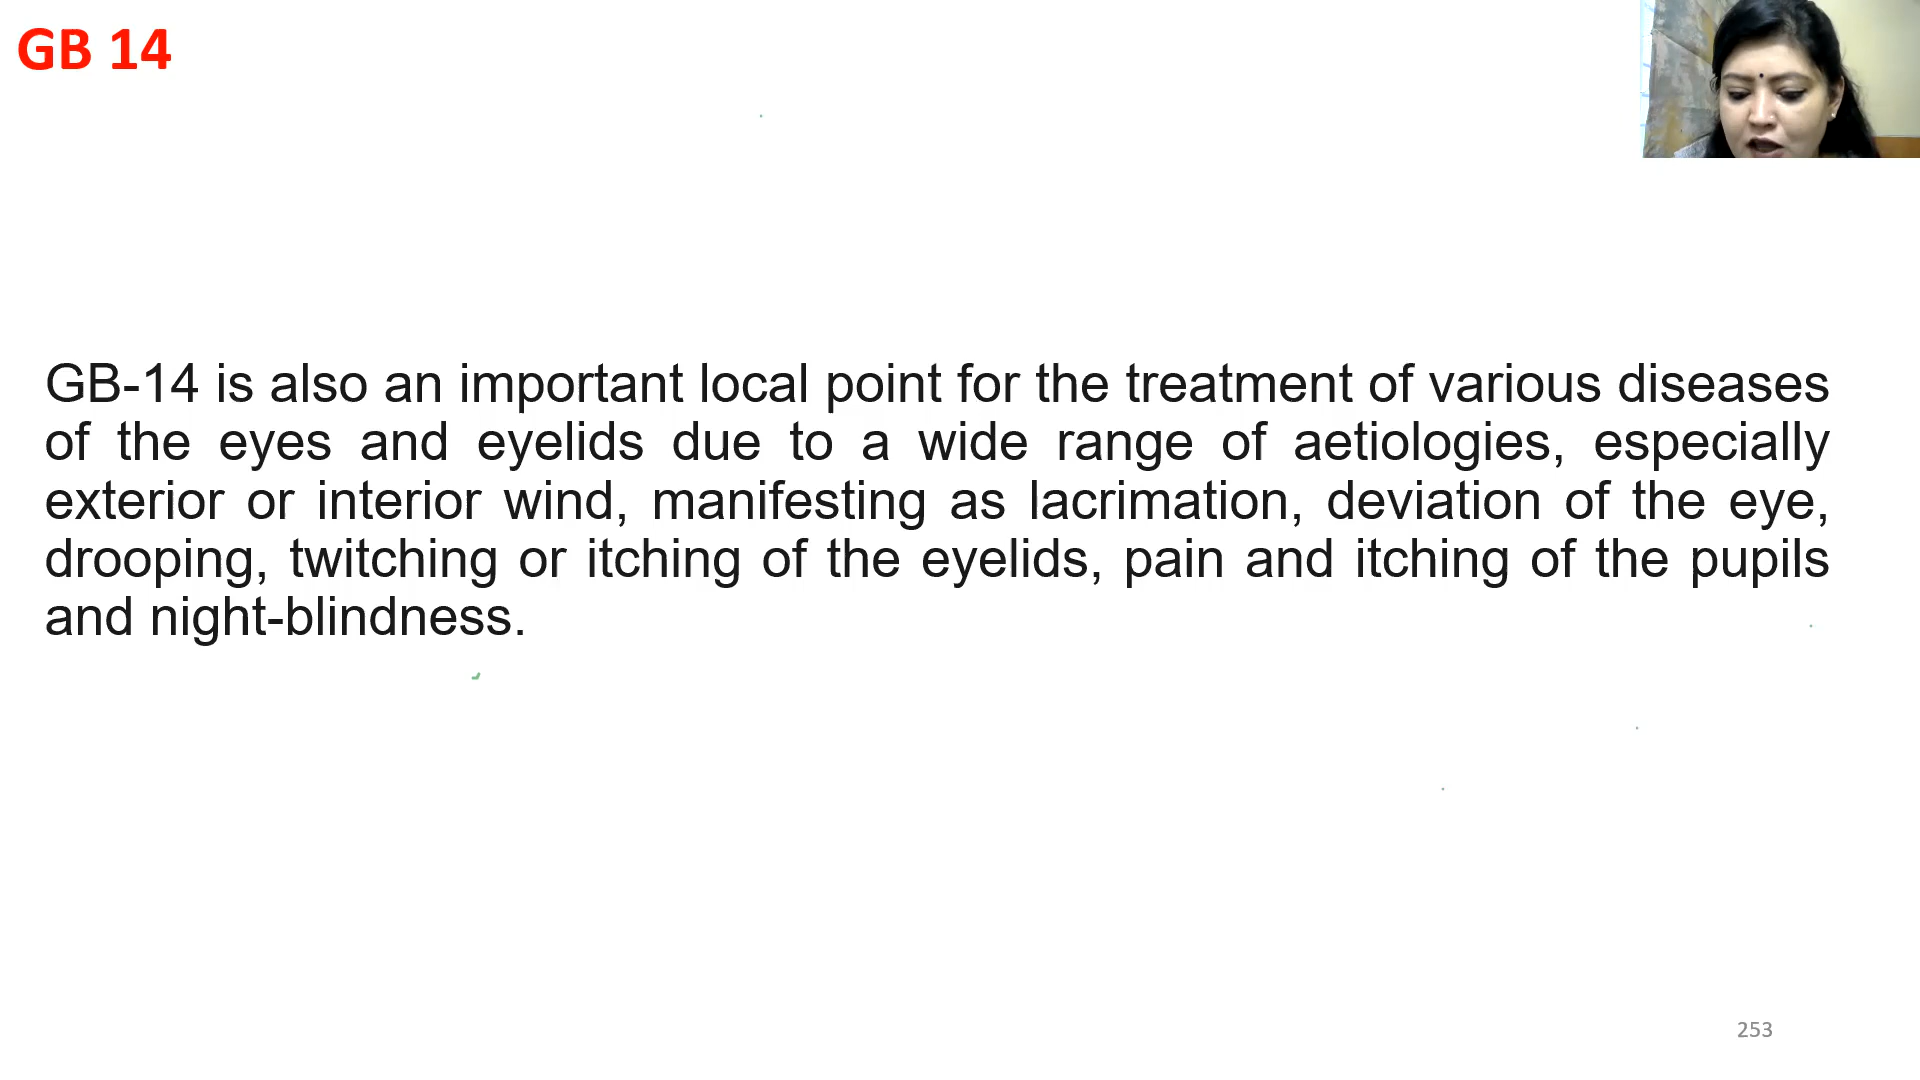 GB 14
GB-14 is also an important local point for the treatment of various diseases
of the eyes and eyelids due to a wide range of aetiologies, especially
exterior or interior wind, manifesting as lacrimation, deviation of the eye,
drooping, twitching or itching of the eyelids, pain and itching of the pupils
and night-blindness.
253